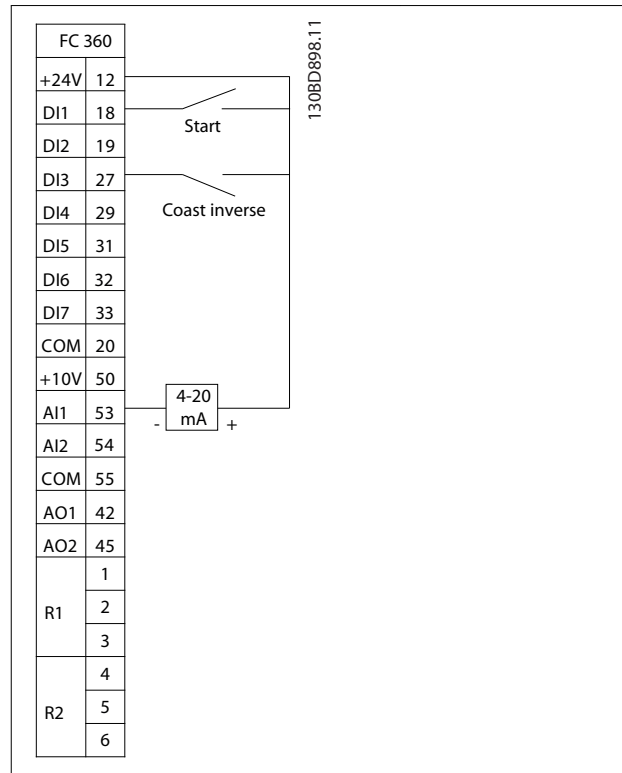 FC 360
130BD898.11
+24V 12
DI1 18
Start
DI2 19
DI3 27
DI4 29
Coast inverse
DI5 31
DI6 32
DI7 33
COM 20
+10V 50
4-20
mA
AI1 53
- +
AI2 54
COM 55
AO1 42
AO2 45
R1
1
2
3
R2
4
5
6